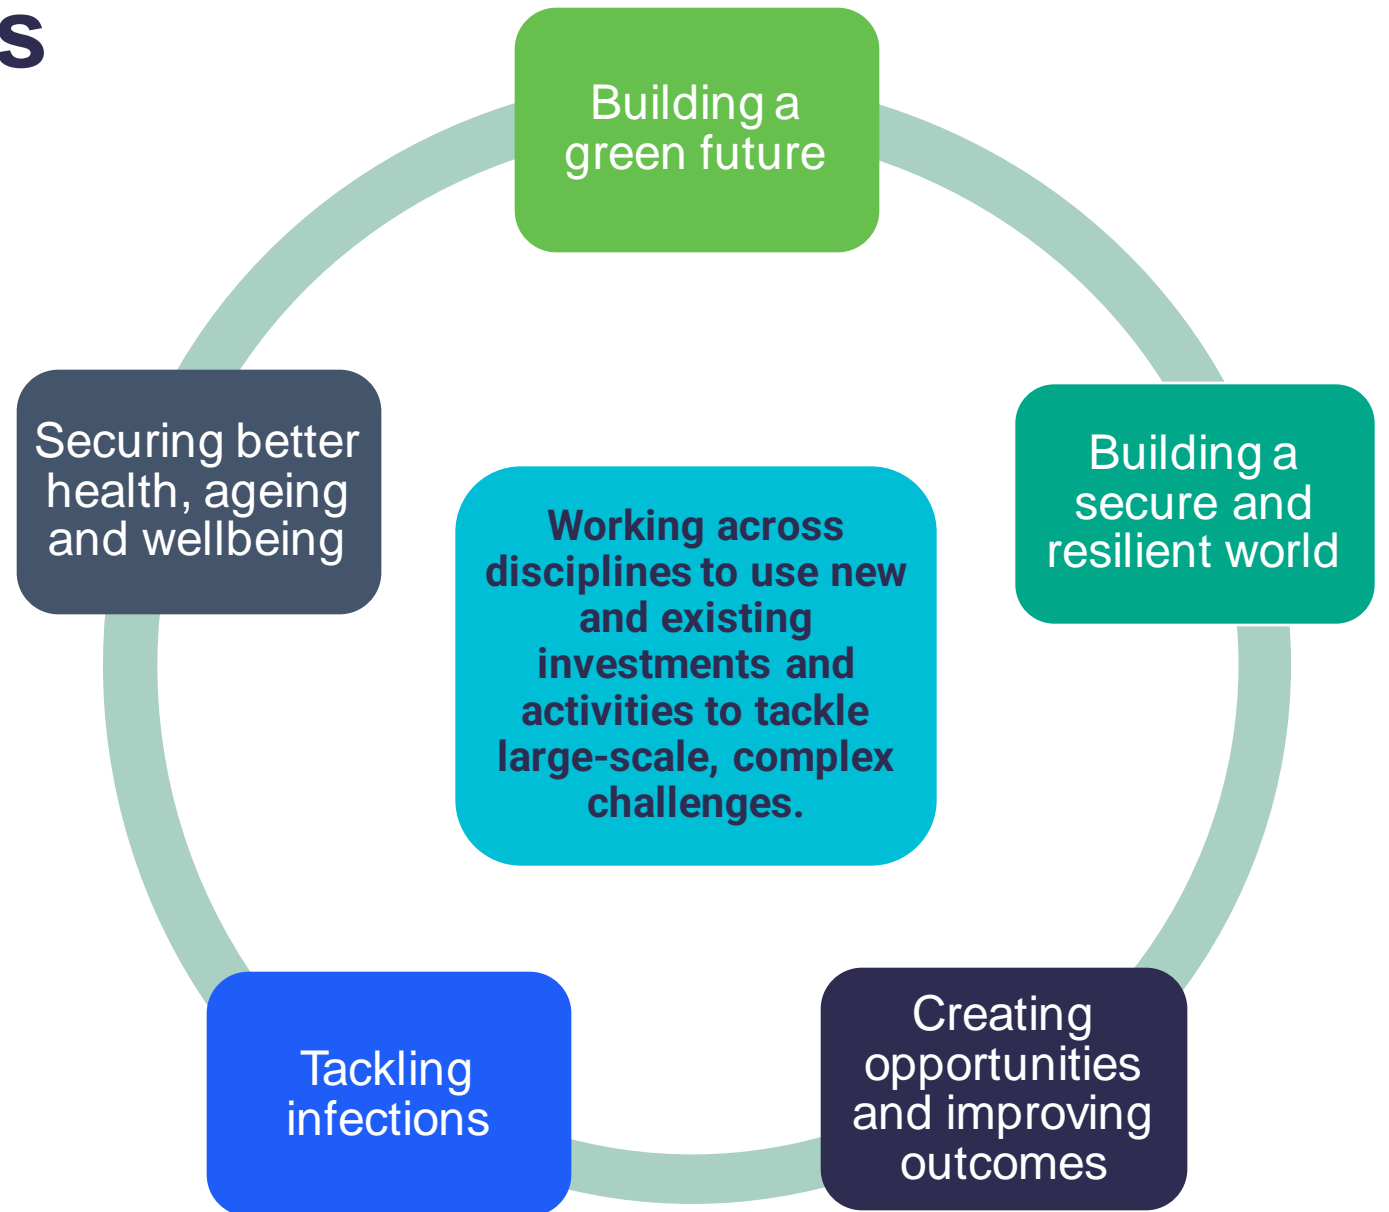 s
Building a
green future
Securing better
health, ageing
and wellbeing
Building a
secure and
resilient world
Working across
disciplines to use new
and existing
investments and
activities to tackle
large-scale, complex
challenges.
Tackling
infections
Creating
opportunities
and improving
outcomes